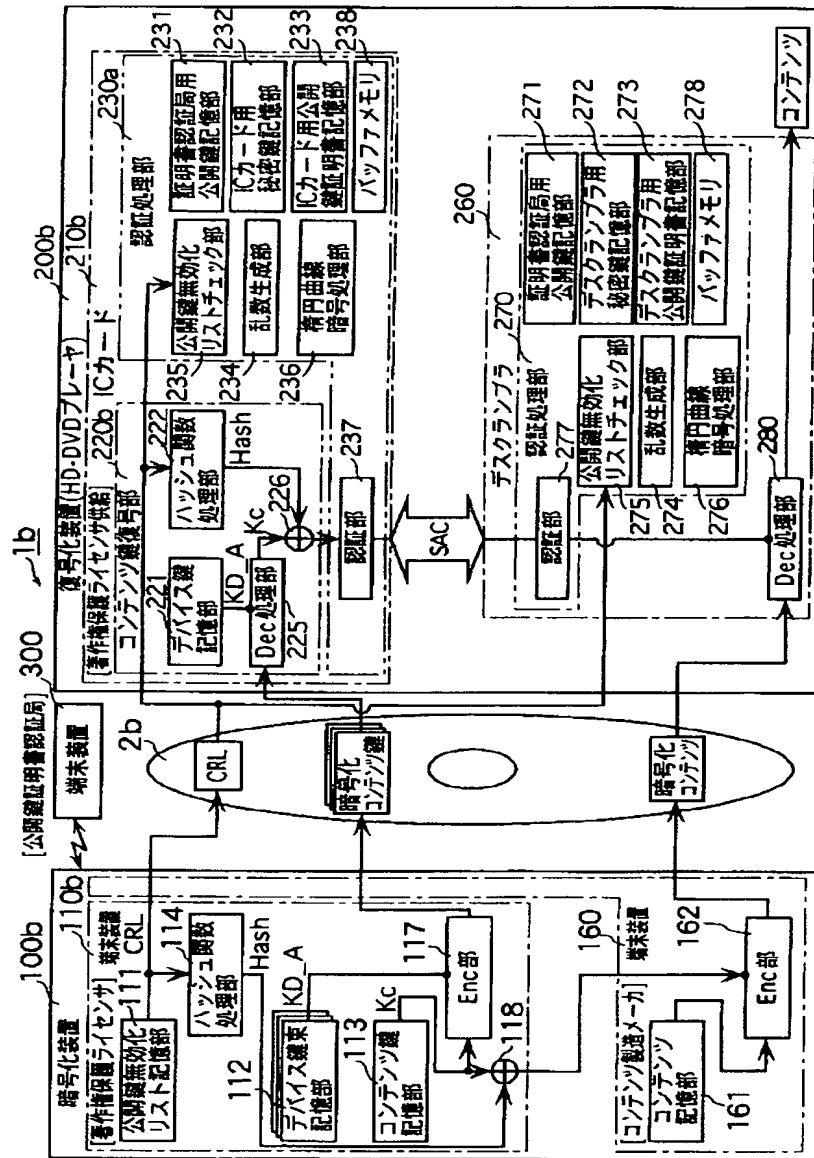 1b
100b
暗号化装置
110b
[著作権保護ライセンサ]
端末装置
111
CRL
公開鍵無効化
リスト記憶部
114
ハッシュ関数
処理部
Hash
112
デバイス鍵束
記憶部
KD_A
113
コンテンツ鍵
記憶部
Kc
117
Enc部
118
160
端末装置
[コンテンツ製造メーカ]
161
コンテンツ
記憶部
162
Enc部
[公開鍵証明書認証局]
300
端末装置
2b
CRL
暗号化
コンテンツ鍵
暗号化
コンテンツ
200b
復号化装置(HD-DVDプレーヤ)
210b
[著作権保護ライセンサ供給]
ICカード
220b
コンテンツ鍵復号部
221
デバイス鍵
記憶部
KD_A
222
ハッシュ関数
処理部
Hash
Dec処理部
225
Kc
226
230a
認証処理部
231
証明書認証局用
公開鍵記憶部
232
ICカード用
秘密鍵記憶部
233
ICカード用公開
鍵証明書記憶部
238
バッファメモリ
235
公開鍵無効化
リストチェック部
234
乱数生成部
236
楕円曲線
暗号処理部
237
認証部
SAC
260
デスクランブラ
270
認証処理部
277
認証部
271
証明書認証局用
公開鍵記憶部
272
デスクランブラ用
秘密鍵記憶部
273
デスクランブラ用
公開鍵証明書記憶部
278
バッファメモリ
275
公開鍵無効化
リストチェック部
274
乱数生成部
276
楕円曲線
暗号処理部
280
Dec処理部
コンテンツ